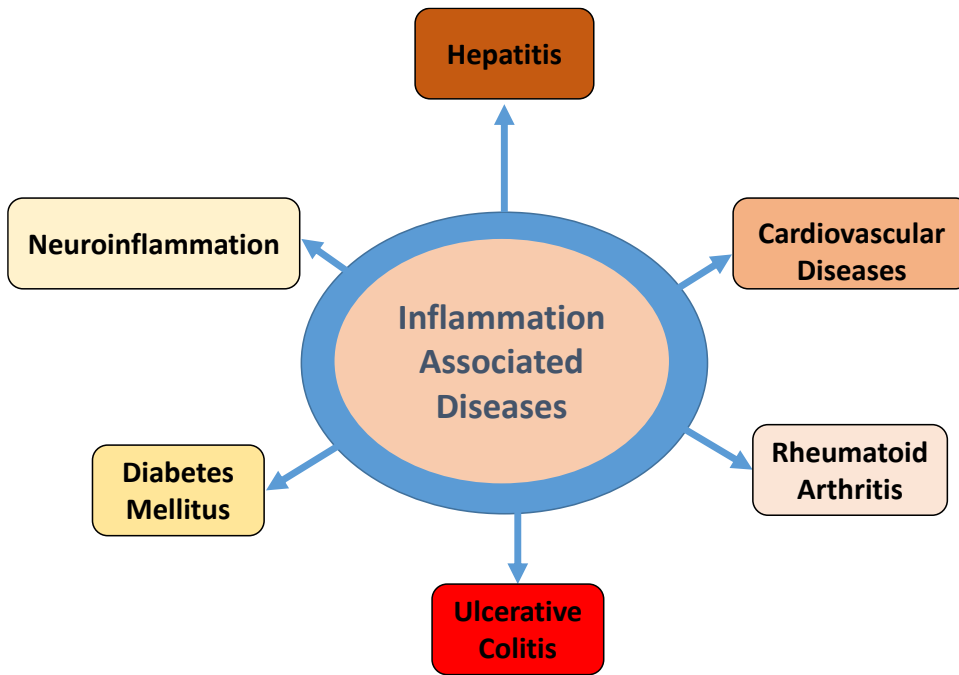 Hepatitis
Neuroinflammation
Cardiovascular
Diseases
Inflammation
Associated
Diseases
Diabetes
Mellitus
Rheumatoid
Arthritis
Ulcerative
Colitis